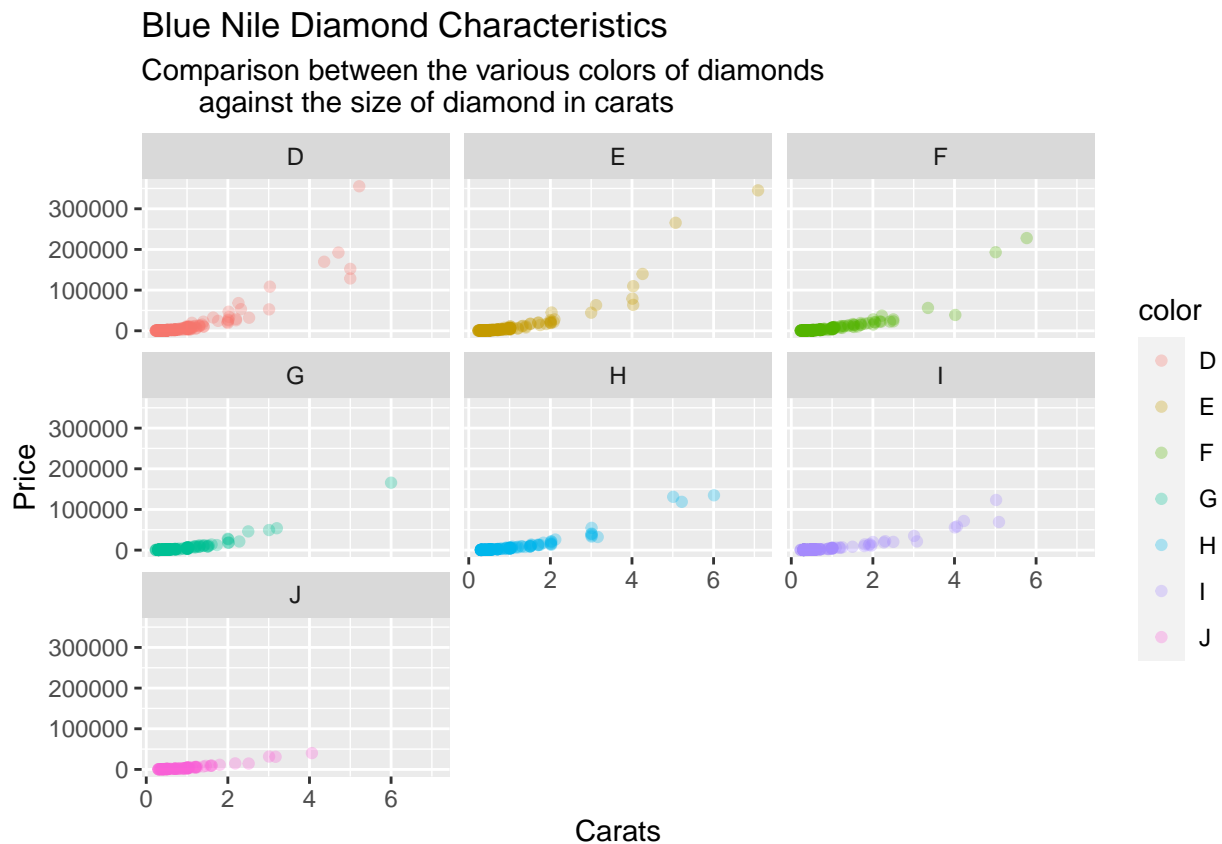 Blue Nile Diamond Characteristics
Comparison between the various colors of diamonds
against the size of diamond in carats
D E F
300000
200000
100000
0
G H I
300000
200000
100000
0
0 2 4 6 0 2 4 6
J
300000
200000
100000
0
0 2 4 6
Price
Carats
color
D
E
F
G
H
I
J